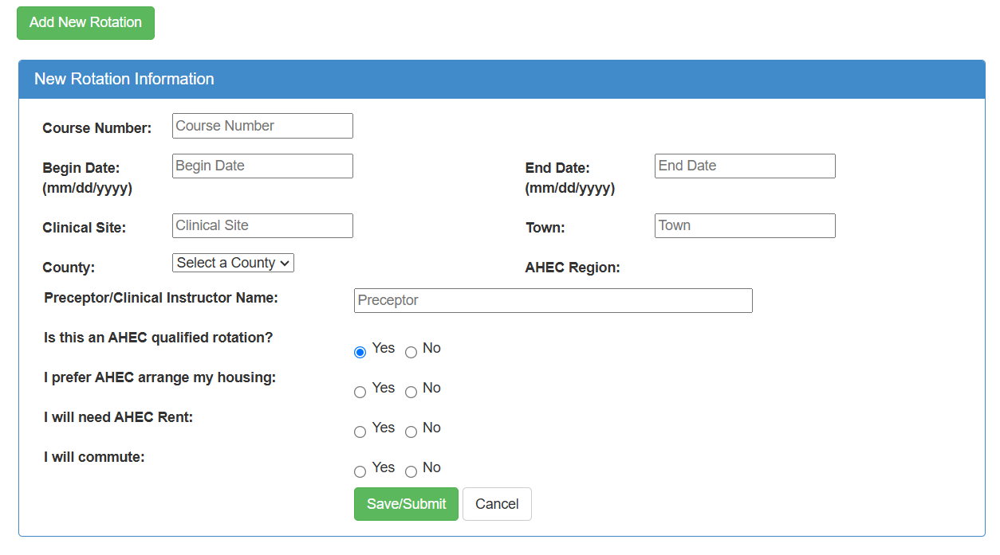 Add New Rotation
New Rotation Information
Course Number: Course Number
Begin Date: Begin Date End Date: End Date
(mm/dd/yyyy) (mm/dd/yyyy)
Clinical Site: Clinical Site Town: Town
County: Select a County AHEC Region:
Preceptor/Clinical Instructor Name: Preceptor
Is this an AHEC qualified rotation? Yes No
I prefer AHEC arrange my housing: Yes No
I will need AHEC Rent: Yes No
I will commute: Yes No
Save/Submit Cancel